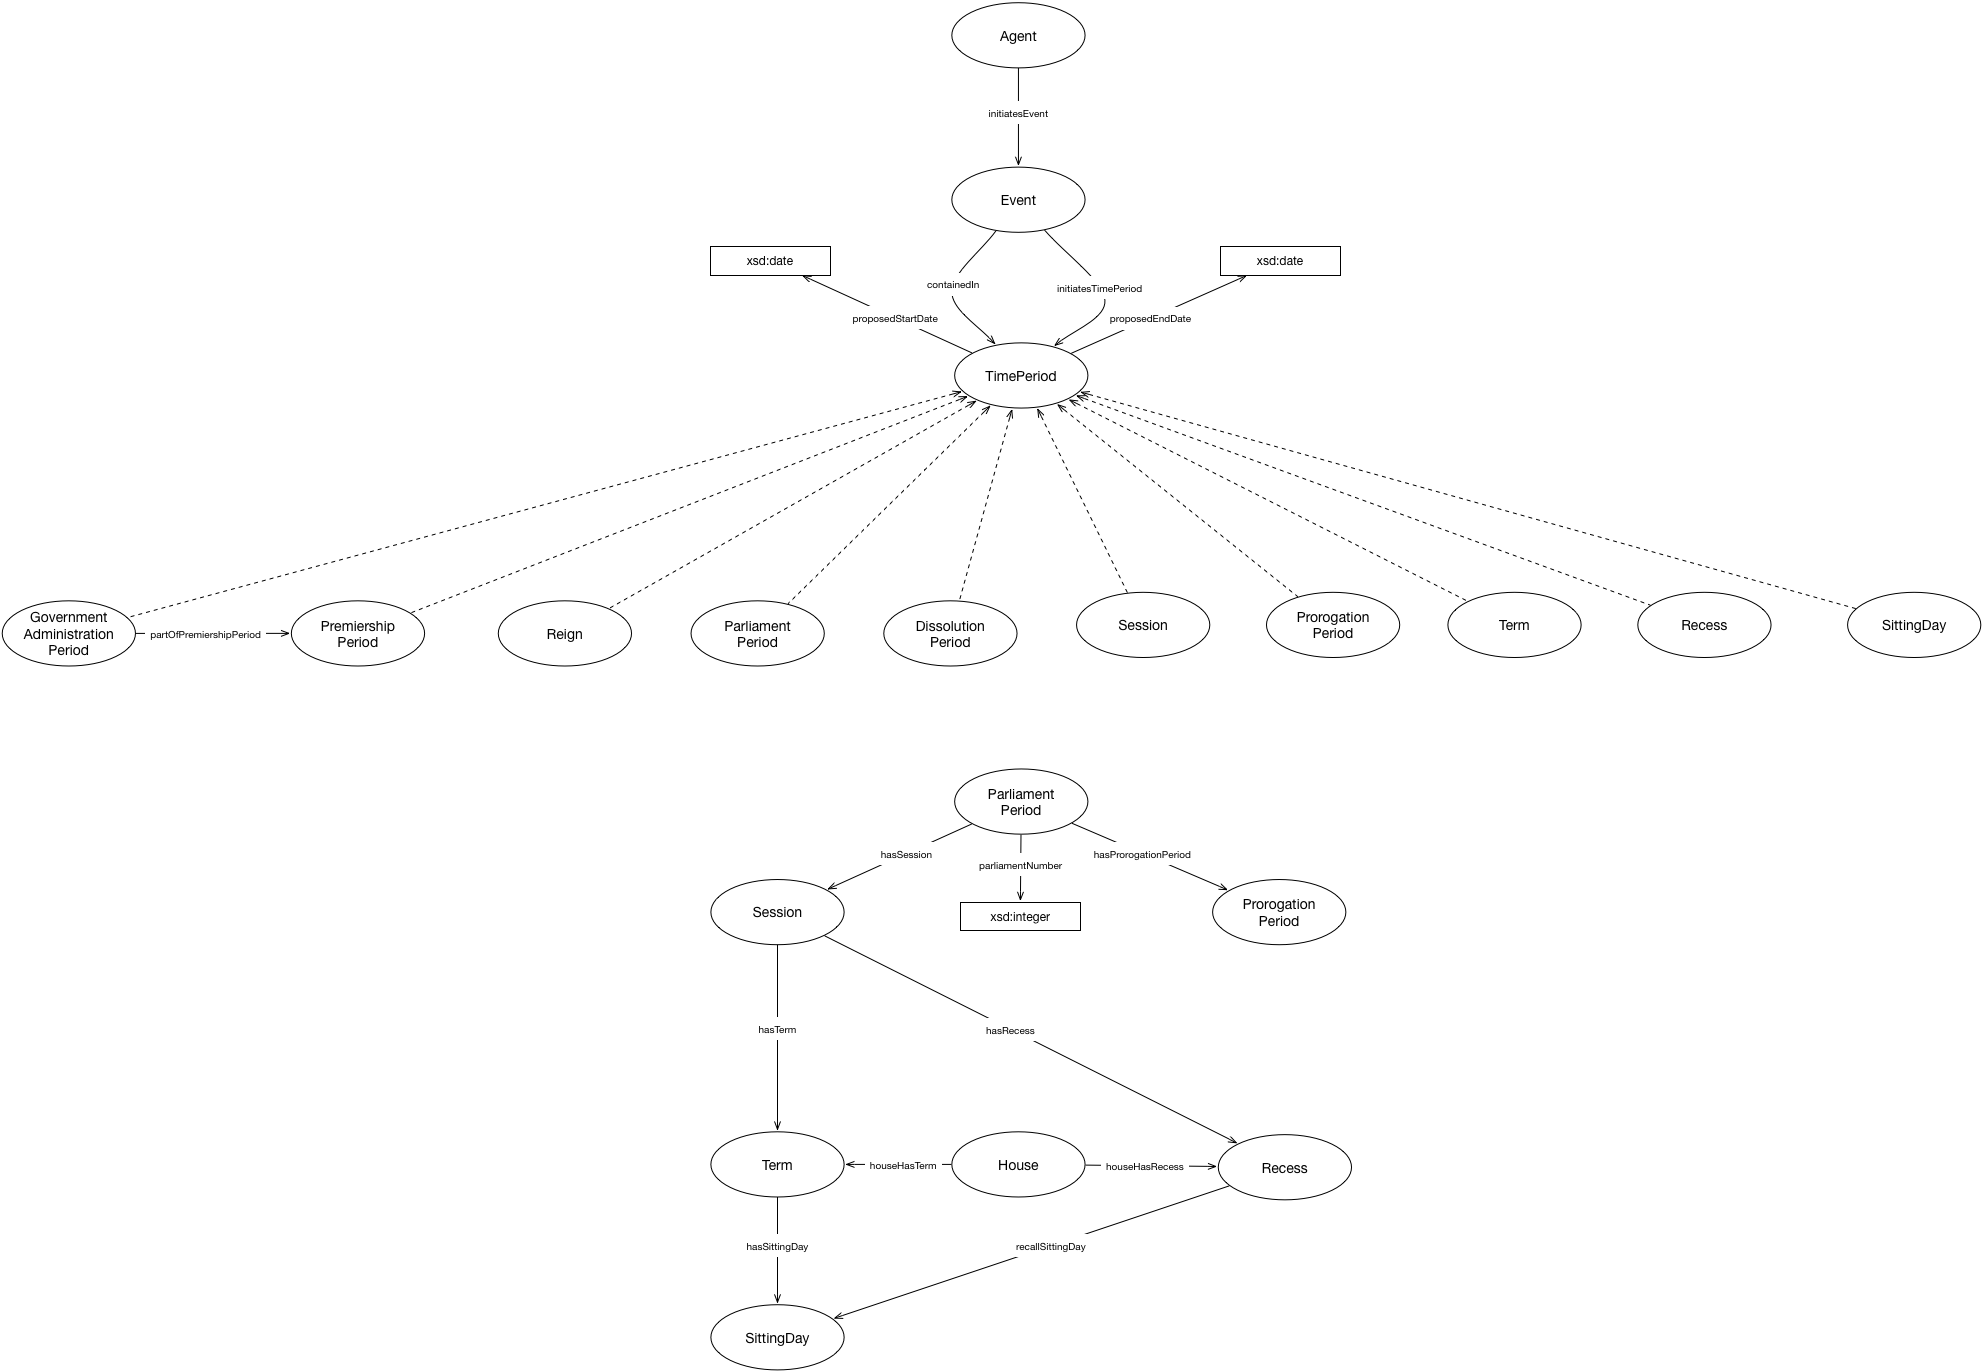 Agent
initiatesEvent
Event
xsd:date
xsd:date
containedIn
initiatesTimePeriod
proposedStartDate
proposedEndDate
TimePeriod
Government
Administration
Period
partOfPremiershipPeriod
Premiership
Period
Reign
Parliament
Period
Dissolution
Period
Session
Prorogation
Period
Term
Recess
SittingDay
Parliament
Period
hasSession
parliamentNumber
hasProrogationPeriod
Session
xsd:integer
Prorogation
Period
hasTerm
hasRecess
Term
houseHasTerm
House
houseHasRecess
Recess
hasSittingDay
recallSittingDay
SittingDay